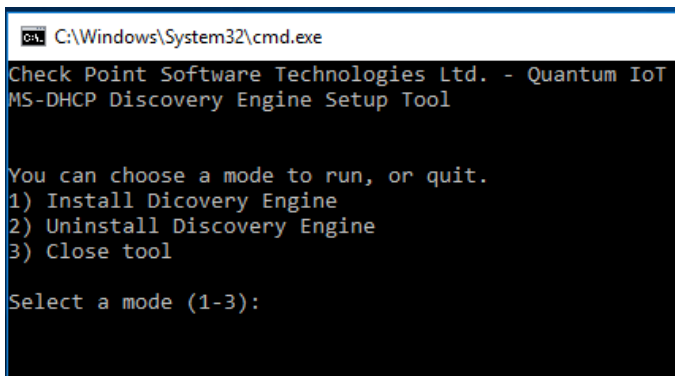 C:\Windows\System32\cmd.exe
Check Point Software Technologies Ltd. - Quantum IoT
MS-DHCP Discovery Engine Setup Tool
You can choose a mode to run, or quit.
1) Install Dicovery Engine
2) Uninstall Discovery Engine
3) Close tool
Select a mode (1-3):